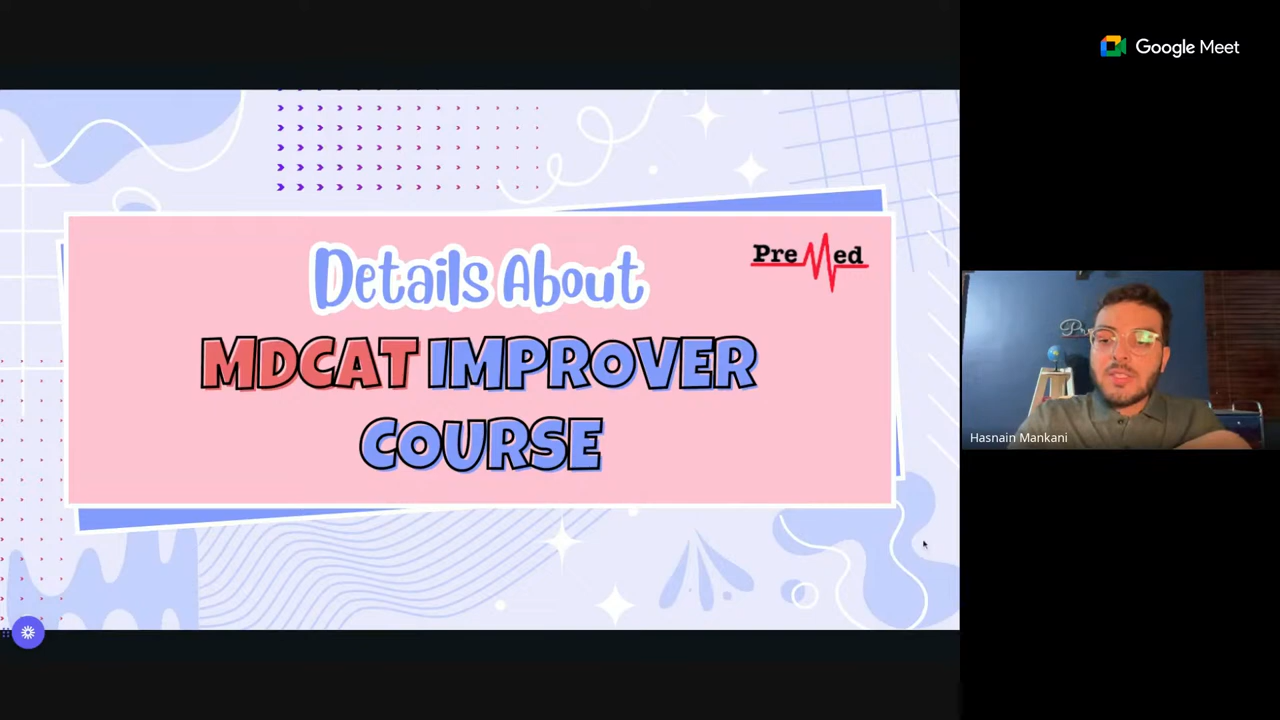 Google Meet
Details About
PreMed
MDCAT IMPROVER
COURSE
Hasnain Mankani